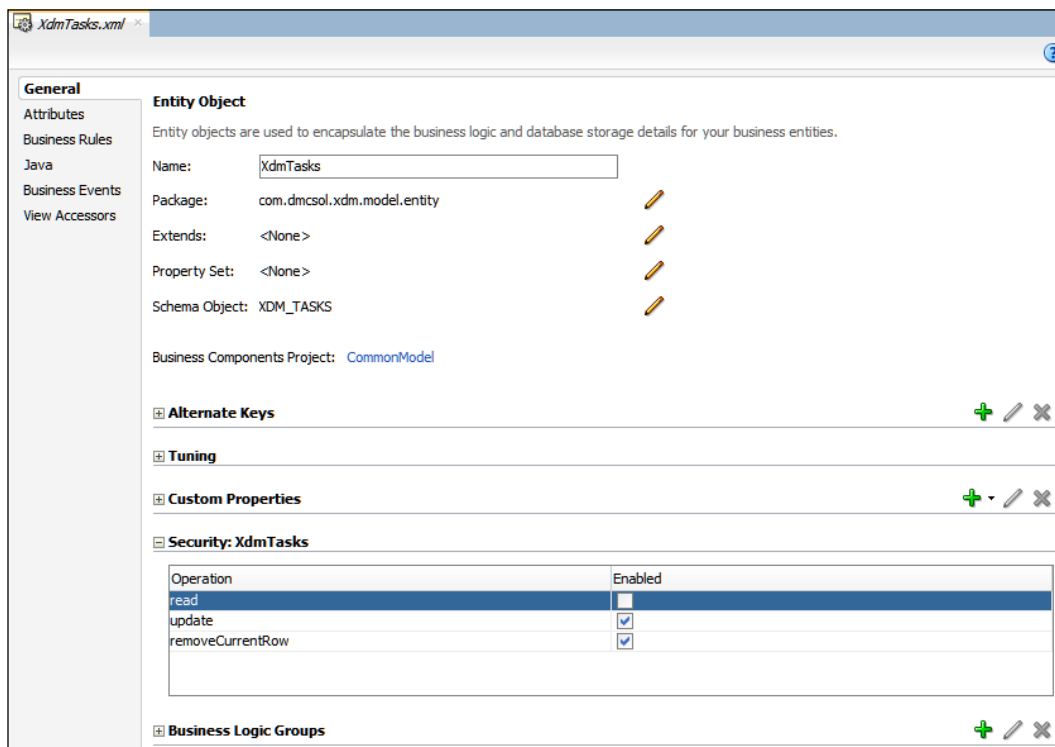 XdmTasks.xml
General
Attributes
Business Rules
Java
Business Events
View Accessors
Entity Object
Entity objects are used to encapsulate the business logic and database storage details for your business entities.
Name: XdmTasks
Package: com.dmcsol.xdm.model.entity
Extends: <None>
Property Set: <None>
Schema Object: XDM_TASKS
Business Components Project: CommonModel
Alternate Keys
Tuning
Custom Properties
Security: XdmTasks
Operation Enabled
read
update
removeCurrentRow
Business Logic Groups